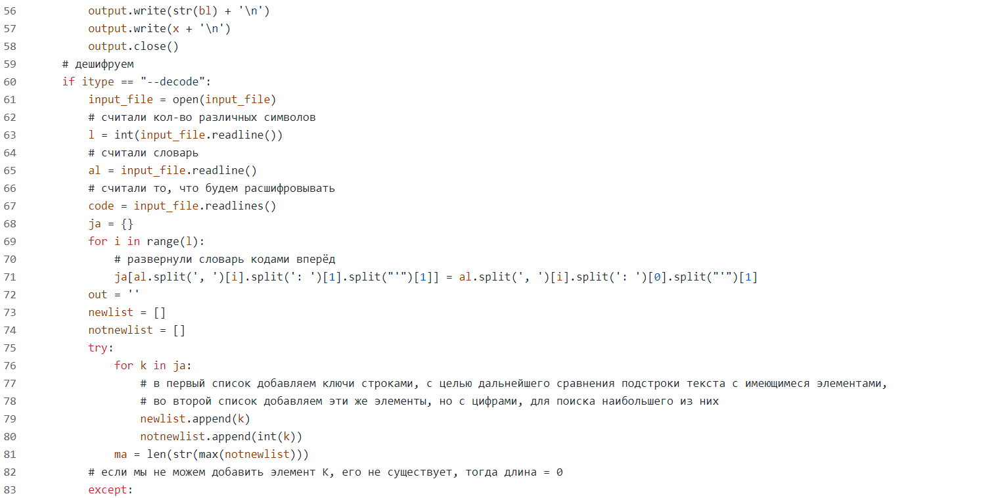 56 output.write(str(bl) + '\n')
57 output.write(x + '\n')
58 output.close()
59 # дешифруем
60 if itype == "--decode":
61 input_file = open(input_file)
62 # считали кол-во различных символов
63 l = int(input_file.readline())
64 # считали словарь
65 al = input_file.readline()
66 # считали то, что будем расшифровывать
67 code = input_file.readlines()
68 ja = {}
69 for i in range(l):
70 # развернули словарь кодами вперёд
71 ja[al.split(', ')[i].split(': ')[1].split("'")[1]] = al.split(', ')[i].split(': ')[0].split("'")[1]
72 out = ''
73 newlist = []
74 notnewlist = []
75 try:
76 for k in ja:
77 # в первый список добавляем ключи строками, с целью дальнейшего сравнения подстроки текста с имеющимеся элементами,
78 # во второй список добавляем эти же элементы, но с цифрами, для поиска наибольшего из них
79 newlist.append(k)
80 notnewlist.append(int(k))
81 ma = len(str(max(notnewlist)))
82 # если мы не можем добавить элемент К, его не существует, тогда длина = 0
83 except: